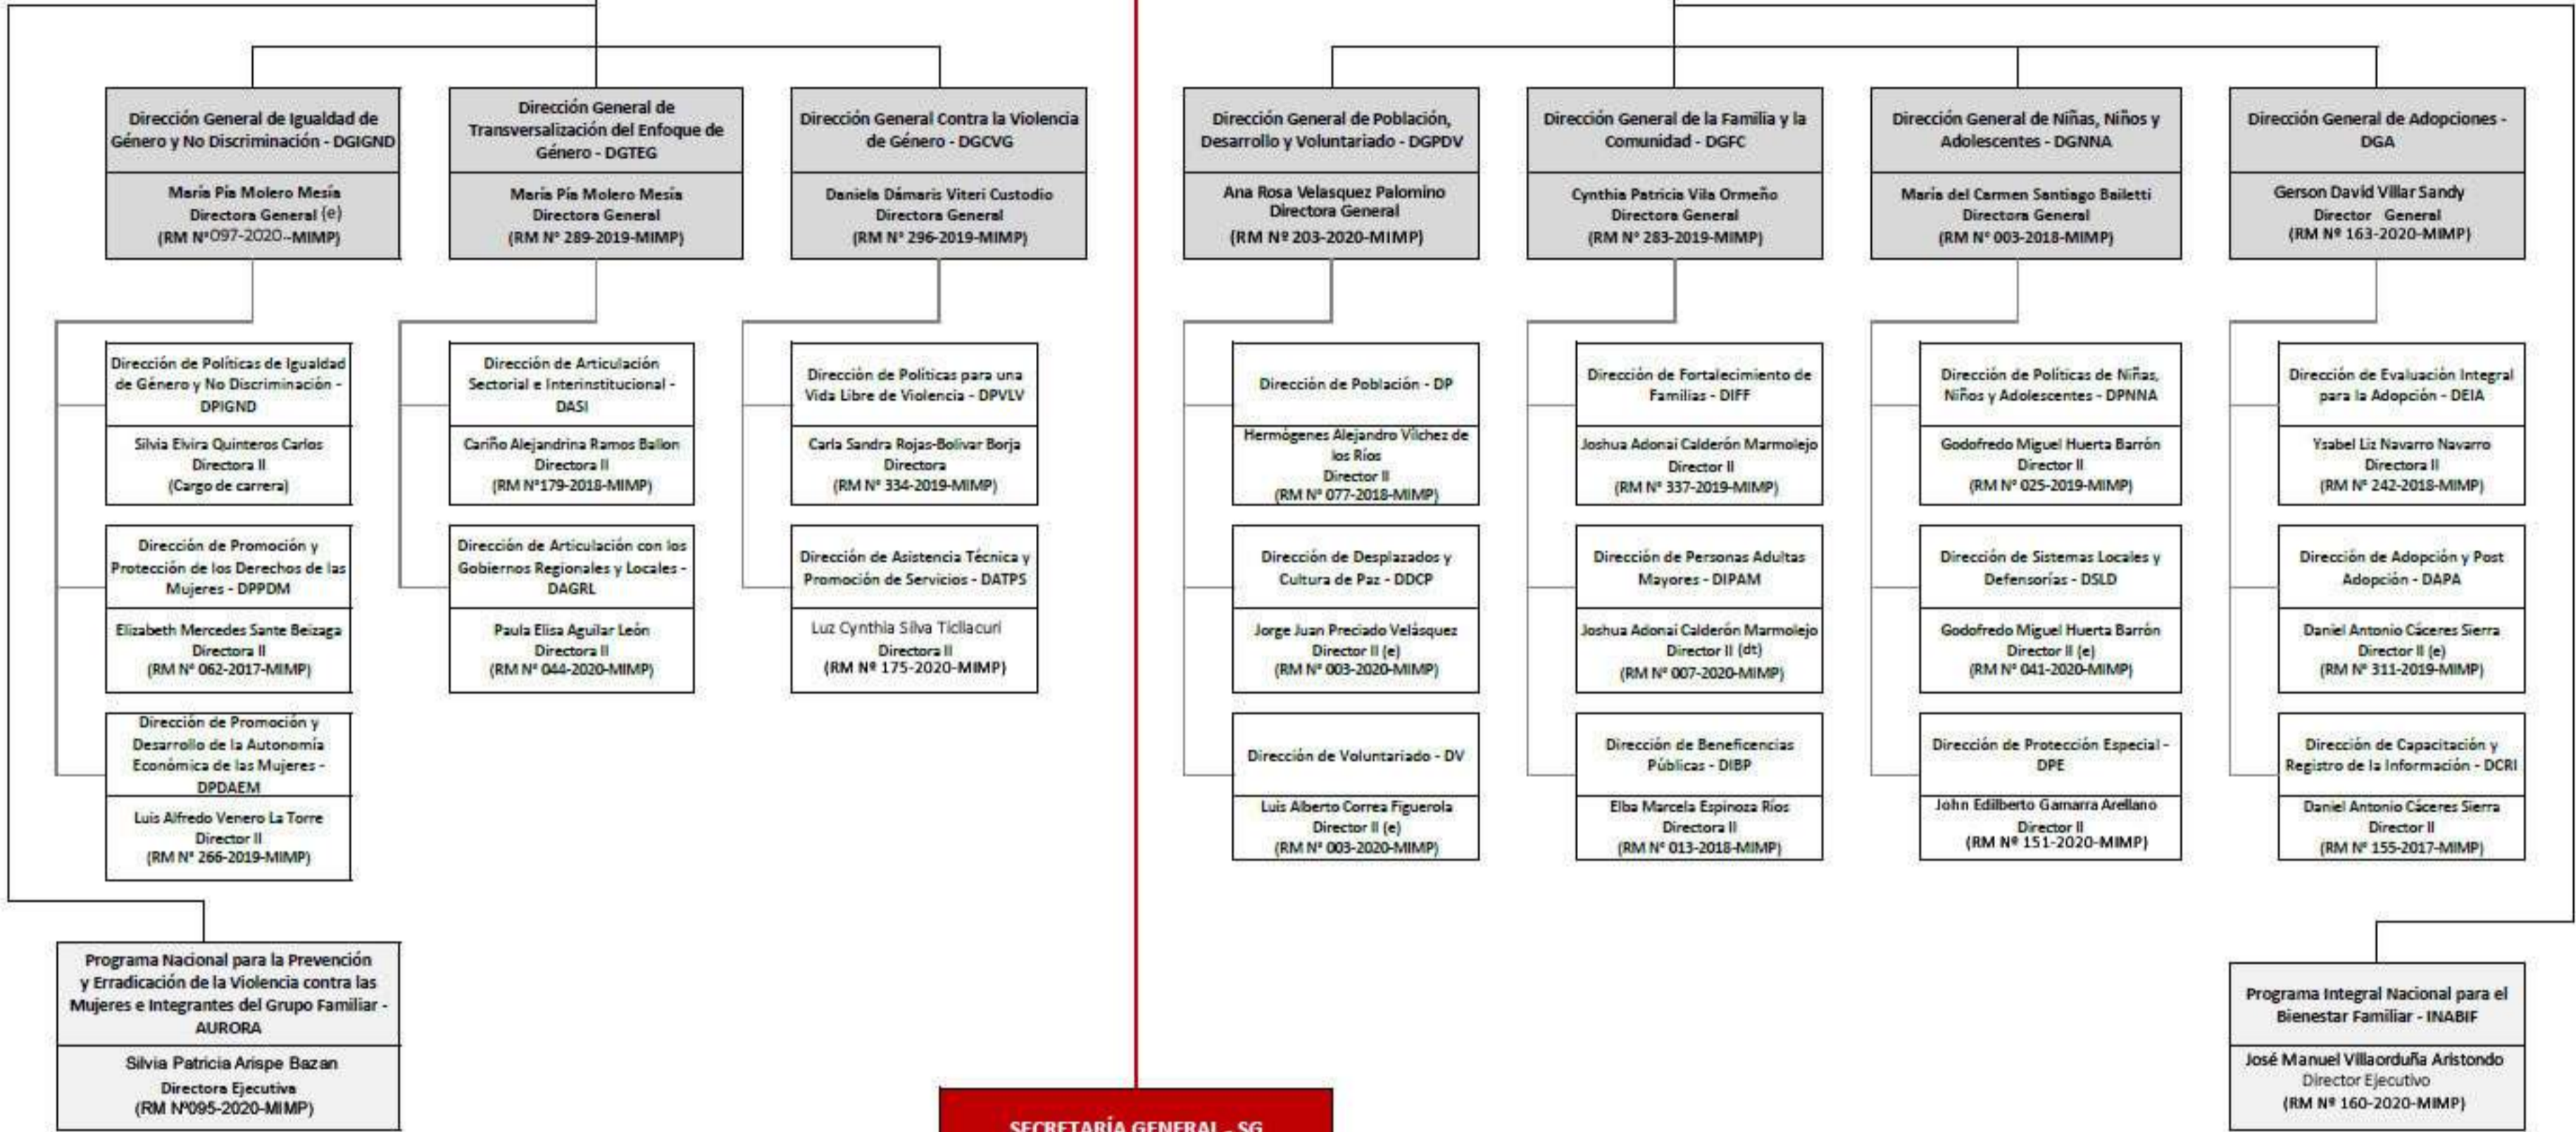 Dirección General de Igualdad de
Género y No Discriminación - DGIGND
María Pía Molero Mesía
Directora General (e)
(RM N°097-2020--MIMP)
Dirección General de
Transversalización del Enfoque de
Género - DGTEG
María Pía Molero Mesía
Directora General
(RM N° 289-2019-MIMP)
Dirección General Contra la Violencia
de Género - DGCVG
Daniela Dámaris Viteri Custodio
Directora General
(RM N° 296-2019-MIMP)
Dirección General de Población,
Desarrollo y Voluntariado - DGPDV
Ana Rosa Velasquez Palomino
Directora General
(RM Nº 203-2020-MIMP)
Dirección General de la Familia y la
Comunidad - DGFC
Cynthia Patricia Vila Ormeño
Directora General
(RM N° 283-2019-MIMP)
Dirección General de Niñas, Niños y
Adolescentes - DGNNA
María del Carmen Santiago Bailetti
Directora General
(RM N° 003-2018-MIMP)
Dirección General de Adopciones -
DGA
Gerson David Villar Sandy
Director General
(RM Nº 163-2020-MIMP)
Dirección de Políticas de Igualdad
de Género y No Discriminación -
DPIGND
Silvia Elvira Quinteros Carlos
Directora II
(Cargo de carrera)
Dirección de Promoción y
Protección de los Derechos de las
Mujeres - DPPDM
Elizabeth Mercedes Sante Beizaga
Directora II
(RM N° 062-2017-MIMP)
Dirección de Promoción y
Desarrollo de la Autonomía
Económica de las Mujeres -
DPDAEM
Luis Alfredo Venero La Torre
Director II
(RM N° 266-2019-MIMP)
Dirección de Articulación
Sectorial e Interinstitucional -
DASI
Cariño Alejandrina Ramos Ballon
Directora II
(RM N°179-2018-MIMP)
Dirección de Articulación con los
Gobiernos Regionales y Locales -
DAGRL
Paula Elisa Aguilar León
Directora II
(RM N° 044-2020-MIMP)
Dirección de Políticas para una
Vida Libre de Violencia - DPVLV
Carla Sandra Rojas-Bolivar Borja
Directora
(RM N° 334-2019-MIMP)
Dirección de Asistencia Técnica y
Promoción de Servicios - DATPS
Luz Cynthia Silva Ticllacuri
Directora II
(RM Nº 175-2020-MIMP)
Dirección de Población - DP
Hermógenes Alejandro Vílchez de
los Ríos
Director II
(RM N° 077-2018-MIMP)
Dirección de Desplazados y
Cultura de Paz - DDCP
Jorge Juan Preciado Velásquez
Director II (e)
(RM N° 003-2020-MIMP)
Dirección de Voluntariado - DV
Luis Alberto Correa Figuerola
Director II (e)
(RM N° 003-2020-MIMP)
Dirección de Fortalecimiento de
Familias - DIFF
Joshua Adonai Calderón Marmolejo
Director II
(RM N° 337-2019-MIMP)
Dirección de Personas Adultas
Mayores - DIPAM
Joshua Adonai Calderón Marmolejo
Director II (dt)
(RM N° 007-2020-MIMP)
Dirección de Beneficencias
Públicas - DIBP
Elba Marcela Espinoza Ríos
Directora II
(RM N° 013-2018-MIMP)
Dirección de Políticas de Niñas,
Niños y Adolescentes - DPNNA
Godofredo Miguel Huerta Barrón
Director II
(RM N° 025-2019-MIMP)
Dirección de Sistemas Locales y
Defensorías - DSLD
Godofredo Miguel Huerta Barrón
Director II (e)
(RM N° 041-2020-MIMP)
Dirección de Protección Especial -
DPE
John Edilberto Gamarra Arellano
Director II
(RM Nº 151-2020-MIMP)
Dirección de Evaluación Integral
para la Adopción - DEIA
Ysabel Liz Navarro Navarro
Directora II
(RM N° 242-2018-MIMP)
Dirección de Adopción y Post
Adopción - DAPA
Daniel Antonio Cáceres Sierra
Director II (e)
(RM N° 311-2019-MIMP)
Dirección de Capacitación y
Registro de la Información - DCRI
Daniel Antonio Cáceres Sierra
Director II
(RM N° 155-2017-MIMP)
Programa Nacional para la Prevención
y Erradicación de la Violencia contra las
Mujeres e Integrantes del Grupo Familiar -
AURORA
Silvia Patricia Arispe Bazan
Directora Ejecutiva
(RM Nº095-2020-MIMP)
Programa Integral Nacional para el
Bienestar Familiar - INABIF
José Manuel Villaorduña Aristondo
Director Ejecutivo
(RM Nº 160-2020-MIMP)
SECRETARÍA GENERAL - SG